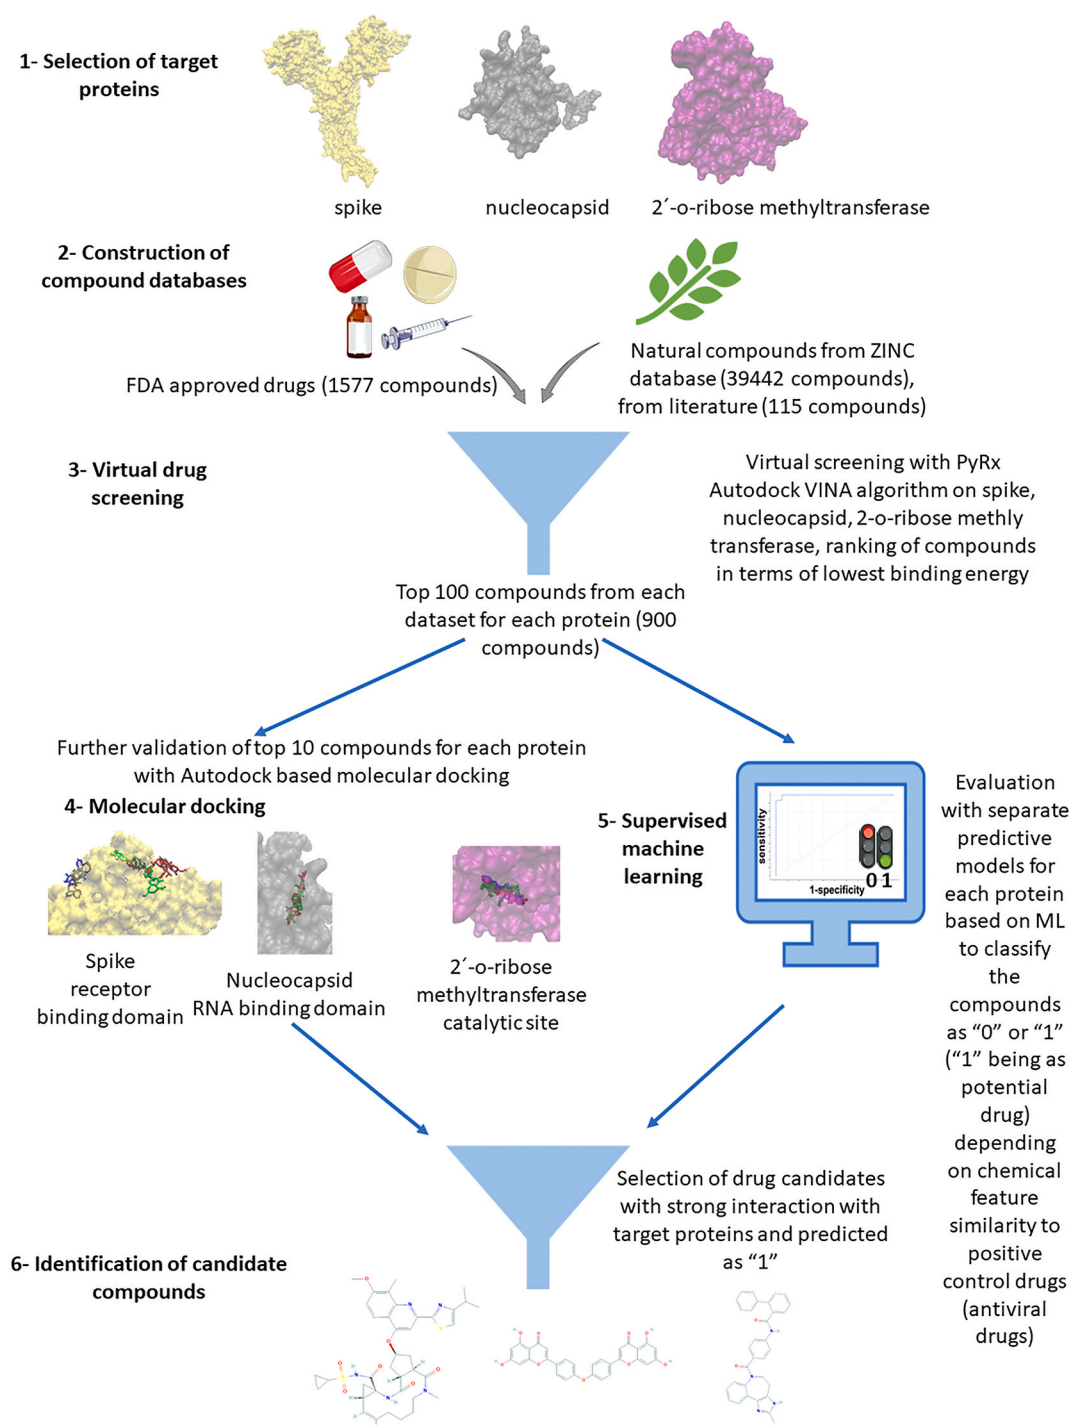 1- Selection of target
proteins
spike
nucleocapsid
2´-o-ribose methyltransferase
2- Construction of
compound databases
FDA approved drugs (1577 compounds)
Natural compounds from ZINC
database (39442 compounds),
from literature (115 compounds)
3- Virtual drug
screening
Virtual screening with PyRx
Autodock VINA algorithm on spike,
nucleocapsid, 2-o-ribose methly
transferase, ranking of compounds
in terms of lowest binding energy
Top 100 compounds from each
dataset for each protein (900
compounds)
Further validation of top 10 compounds for each protein
with Autodock based molecular docking
4- Molecular docking
Spike
receptor
binding domain
Nucleocapsid
RNA binding domain
2´-o-ribose
methyltransferase
catalytic site
5- Supervised
machine
learning
sensitivity
0 1
1-specificity
Evaluation
with separate
predictive
models for
each protein
based on ML
to classify
the
compounds
as “0” or “1”
(“1” being as
potential
drug)
depending
on chemical
feature
similarity to
positive
control drugs
(antiviral
drugs)
Selection of drug candidates
with strong interaction with
target proteins and predicted
as “1”
6- Identification of candidate
compounds